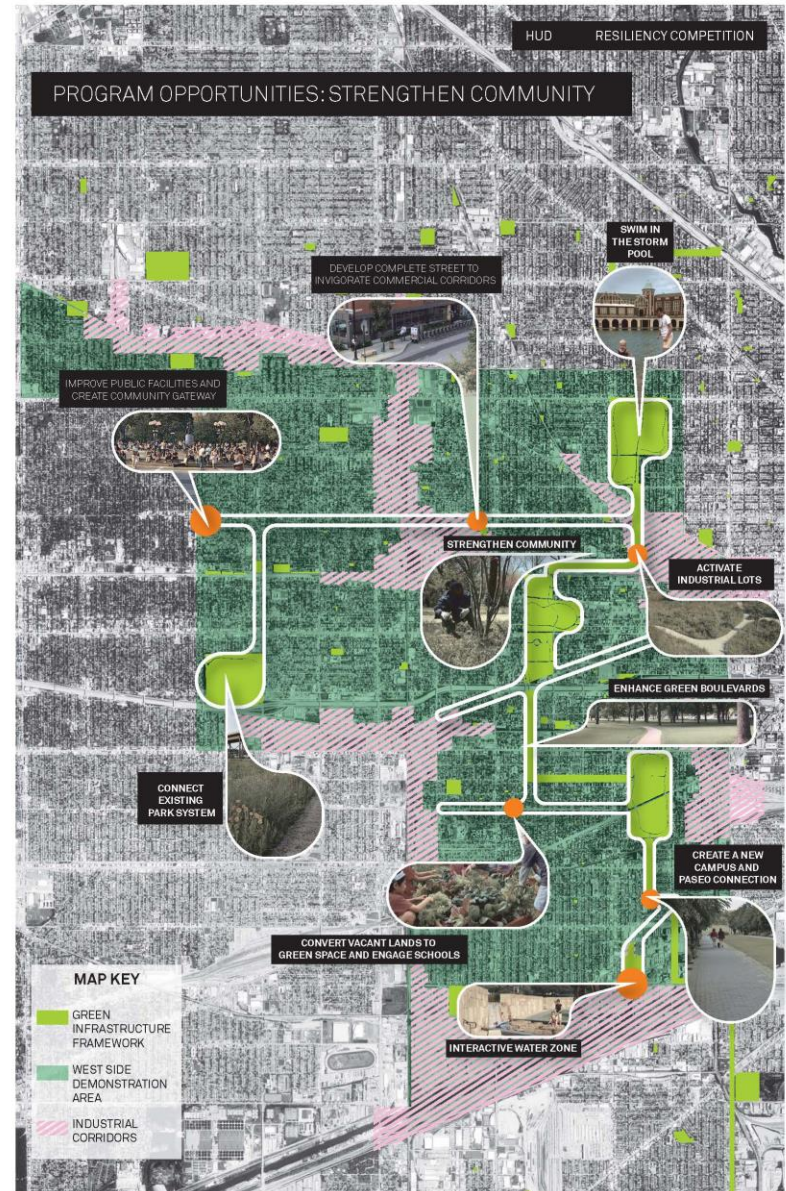 HUD RESILIENCY COMPETITION
PROGRAM OPPORTUNITIES: STRENGTHEN COMMUNITY
SWIM IN
THE STORM
POOL
DEVELOP COMPLETE STREET TO
INVIGORATE COMMERCIAL CORRIDORS
IMPROVE PUBLIC FACILITIES AND
CREATE COMMUNITY GATEWAY
STRENGTHEN COMMUNITY
ACTIVATE
INDUSTRIAL LOTS
ENHANCE GREEN BOULEVARDS
CONNECT
EXISTING
PARK SYSTEM
CREATE A NEW
CAMPUS AND
PASEO CONNECTION
CONVERT VACANT LANDS TO
GREEN SPACE AND ENGAGE SCHOOLS
INTERACTIVE WATER ZONE
MAP KEY
GREEN
INFRASTRUCTURE
FRAMEWORK
WEST SIDE
DEMONSTRATION
AREA
INDUSTRIAL
CORRIDORS